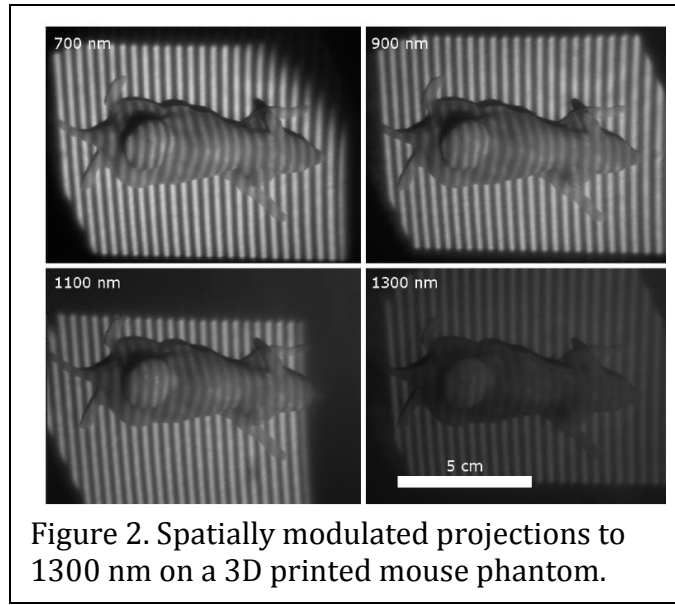 700 nm
900 nm
1100 nm
1300 nm
5 cm
Figure 2. Spatially modulated projections to
1300 nm on a 3D printed mouse phantom.